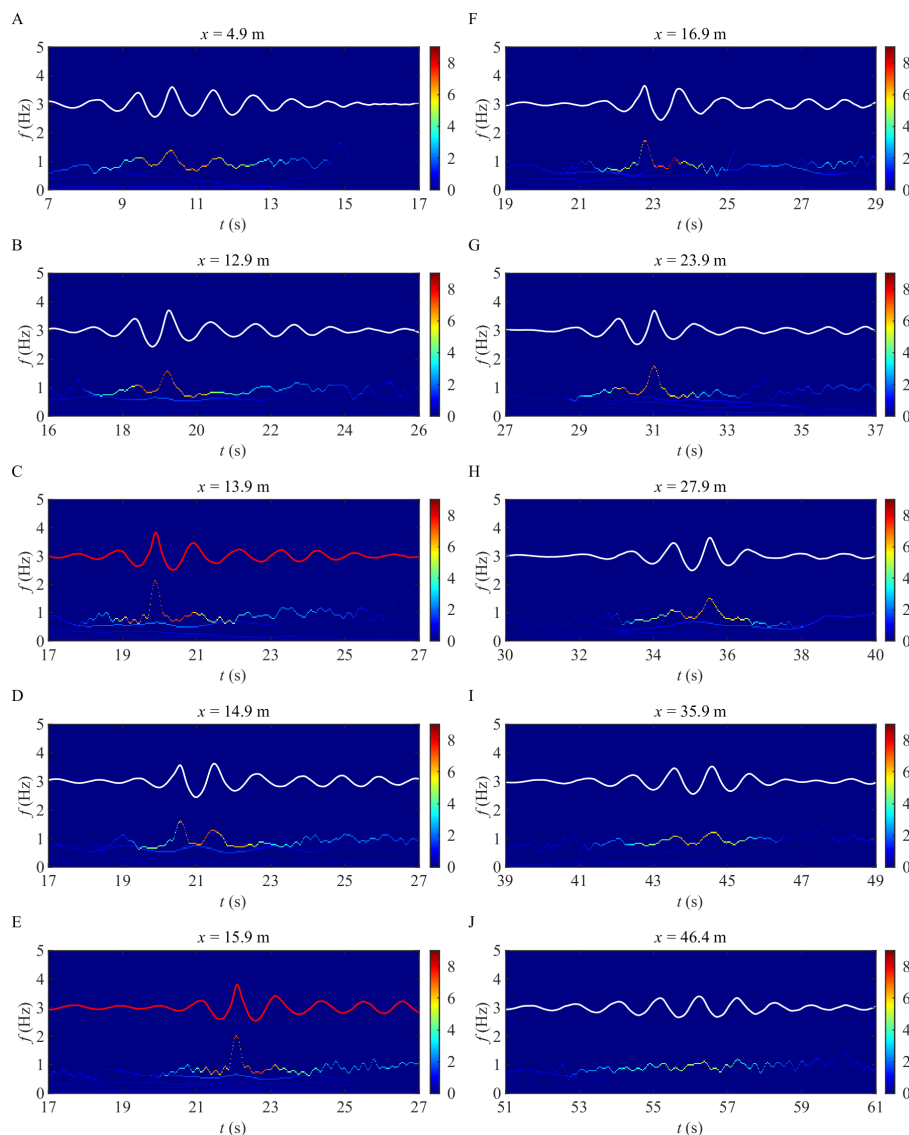 A
x = 4.9 m
5
4
3
2
1
0
f (Hz)
7 9 11 13 15 17
t (s)
8
6
4
2
0
B
x = 12.9 m
5
4
3
2
1
0
f (Hz)
16 18 20 22 24 26
t (s)
8
6
4
2
0
C
x = 13.9 m
5
4
3
2
1
0
f (Hz)
17 19 21 23 25 27
t (s)
8
6
4
2
0
D
x = 14.9 m
5
4
3
2
1
0
f (Hz)
17 19 21 23 25 27
t (s)
8
6
4
2
0
E
x = 15.9 m
5
4
3
2
1
0
f (Hz)
17 19 21 23 25 27
t (s)
8
6
4
2
0
F
x = 16.9 m
5
4
3
2
1
0
f (Hz)
19 21 23 25 27 29
t (s)
8
6
4
2
0
G
x = 23.9 m
5
4
3
2
1
0
f (Hz)
27 29 31 33 35 37
t (s)
8
6
4
2
0
H
x = 27.9 m
5
4
3
2
1
0
f (Hz)
30 32 34 36 38 40
t (s)
8
6
4
2
0
I
x = 35.9 m
5
4
3
2
1
0
f (Hz)
39 41 43 45 47 49
t (s)
8
6
4
2
0
J
x = 46.4 m
5
4
3
2
1
0
f (Hz)
51 53 55 57 59 61
t (s)
8
6
4
2
0